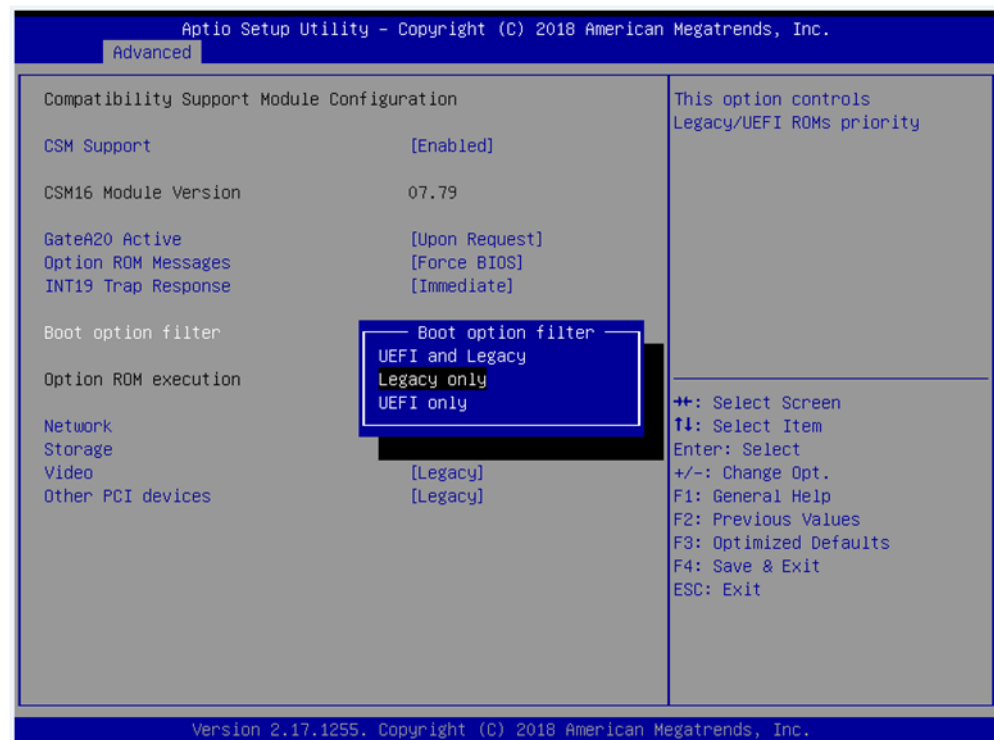 Aptio Setup Utility – Copyright (C) 2018 American Megatrends, Inc.
Advanced
Compatibility Support Module Configuration
CSM Support [Enabled]
CSM16 Module Version 07.79
GateA20 Active [Upon Request]
Option ROM Messages [Force BIOS]
INT19 Trap Response [Immediate]
Boot option filter
Option ROM execution
Network
Storage
Video [Legacy]
Other PCI devices [Legacy]
Boot option filter
UEFI and Legacy
Legacy only
UEFI only
This option controls
Legacy/UEFI ROMs priority
→←: Select Screen
↑↓: Select Item
Enter: Select
+/-: Change Opt.
F1: General Help
F2: Previous Values
F3: Optimized Defaults
F4: Save & Exit
ESC: Exit
Version 2.17.1255. Copyright (C) 2018 American Megatrends, Inc.